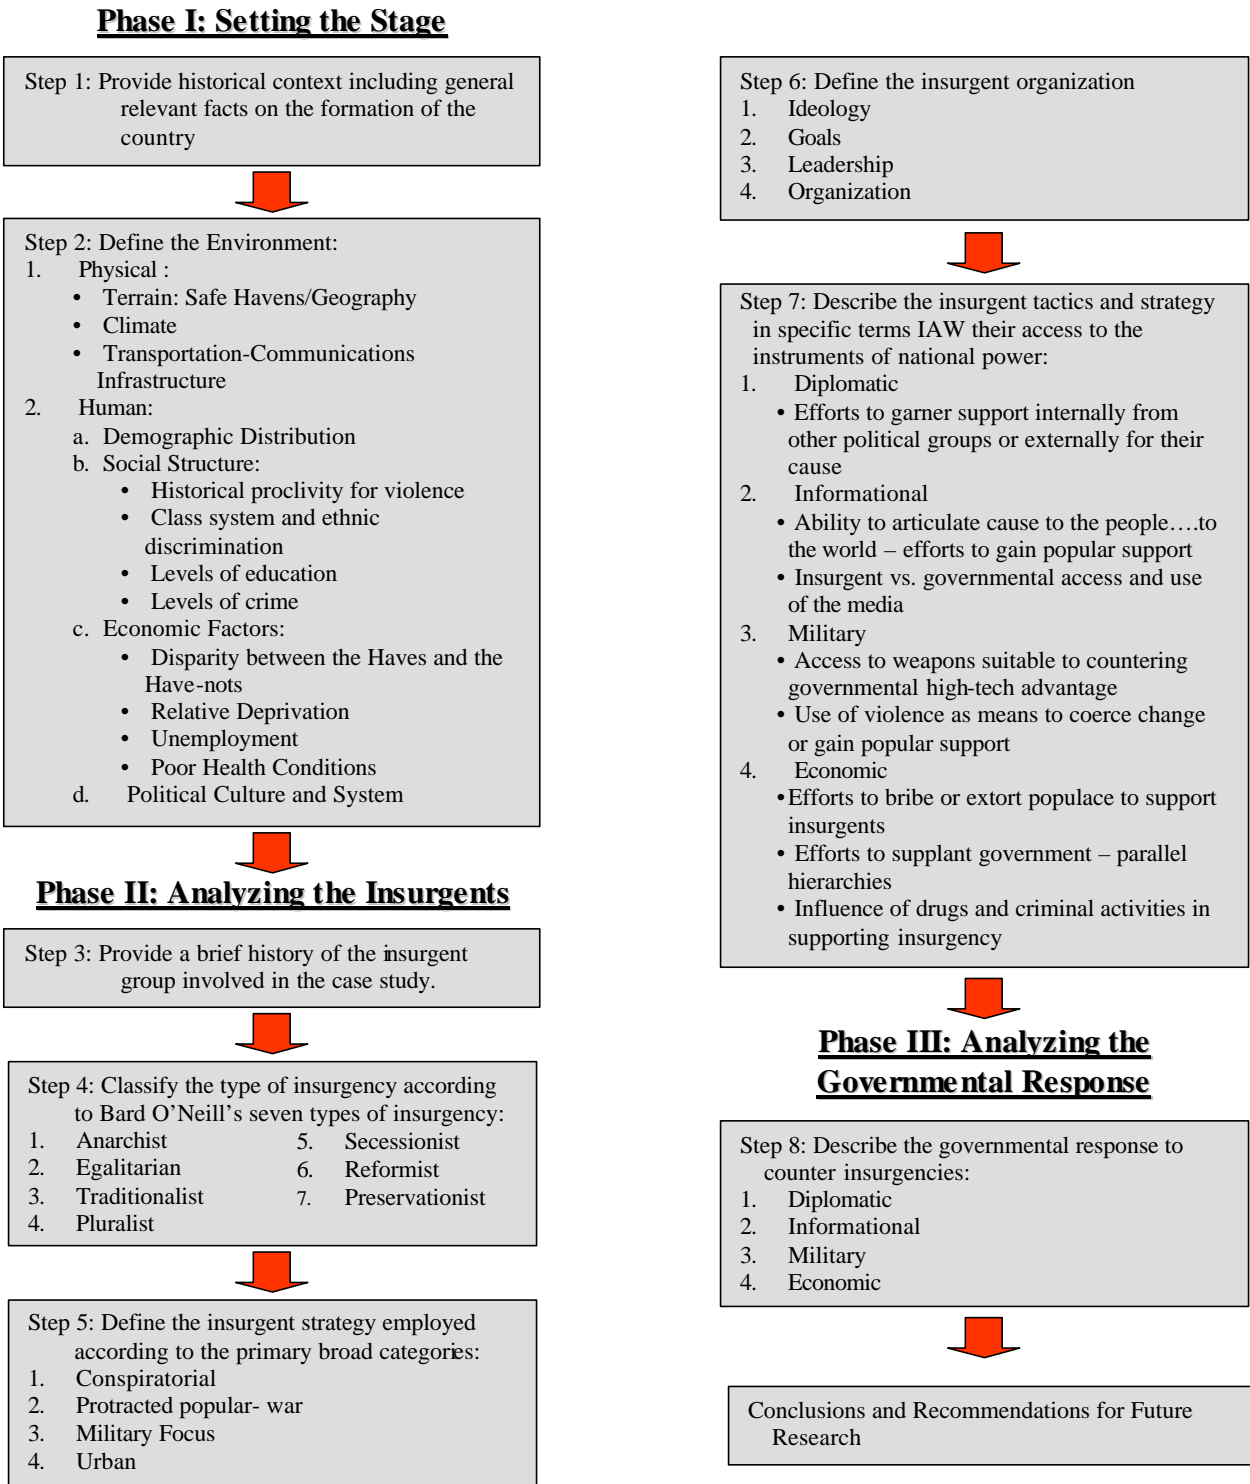 Phase I: Setting the Stage
Step 1: Provide historical context including general
relevant facts on the formation of the
country
Step 2: Define the Environment:
1. Physical :
• Terrain: Safe Havens/Geography
• Climate
• Transportation-Communications
Infrastructure
2. Human:
a. Demographic Distribution
b. Social Structure:
• Historical proclivity for violence
• Class system and ethnic
discrimination
• Levels of education
• Levels of crime
c. Economic Factors:
• Disparity between the Haves and the
Have-nots
• Relative Deprivation
• Unemployment
• Poor Health Conditions
d. Political Culture and System
Phase II: Analyzing the Insurgents
Step 3: Provide a brief history of the insurgent
group involved in the case study.
Step 4: Classify the type of insurgency according
to Bard O’Neill’s seven types of insurgency:
1. Anarchist
2. Egalitarian
3. Traditionalist
4. Pluralist
5. Secessionist
6. Reformist
7. Preservationist
Step 5: Define the insurgent strategy employed
according to the primary broad categories:
1. Conspiratorial
2. Protracted popular- war
3. Military Focus
4. Urban
Step 6: Define the insurgent organization
1. Ideology
2. Goals
3. Leadership
4. Organization
Step 7: Describe the insurgent tactics and strategy
in specific terms IAW their access to the
instruments of national power:
1. Diplomatic
• Efforts to garner support internally from
other political groups or externally for their
cause
2. Informational
• Ability to articulate cause to the people….to
the world – efforts to gain popular support
• Insurgent vs. governmental access and use
of the media
3. Military
• Access to weapons suitable to countering
governmental high-tech advantage
• Use of violence as means to coerce change
or gain popular support
4. Economic
• Efforts to bribe or extort populace to support
insurgents
• Efforts to supplant government – parallel
hierarchies
• Influence of drugs and criminal activities in
supporting insurgency
Phase III: Analyzing the
Governmental Response
Step 8: Describe the governmental response to
counter insurgencies:
1. Diplomatic
2. Informational
3. Military
4. Economic
Conclusions and Recommendations for Future
Research